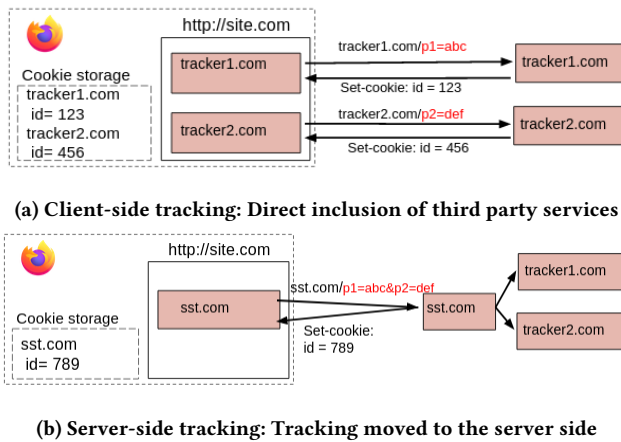 http://site.com
tracker1.com/p1=abc
tracker1.com
tracker1.com
Set-cookie: id = 123
Cookie storage
tracker1.com
id= 123
tracker2.com
id= 456
tracker2.com/p2=def
tracker2.com
tracker2.com
Set-cookie: id = 456
(a) Client-side tracking: Direct inclusion of third party services
http://site.com
sst.com/p1=abc&p2=def
tracker1.com
sst.com
sst.com
Cookie storage
Set-cookie:
id = 789
tracker2.com
sst.com
id= 789
(b) Server-side tracking: Tracking moved to the server side